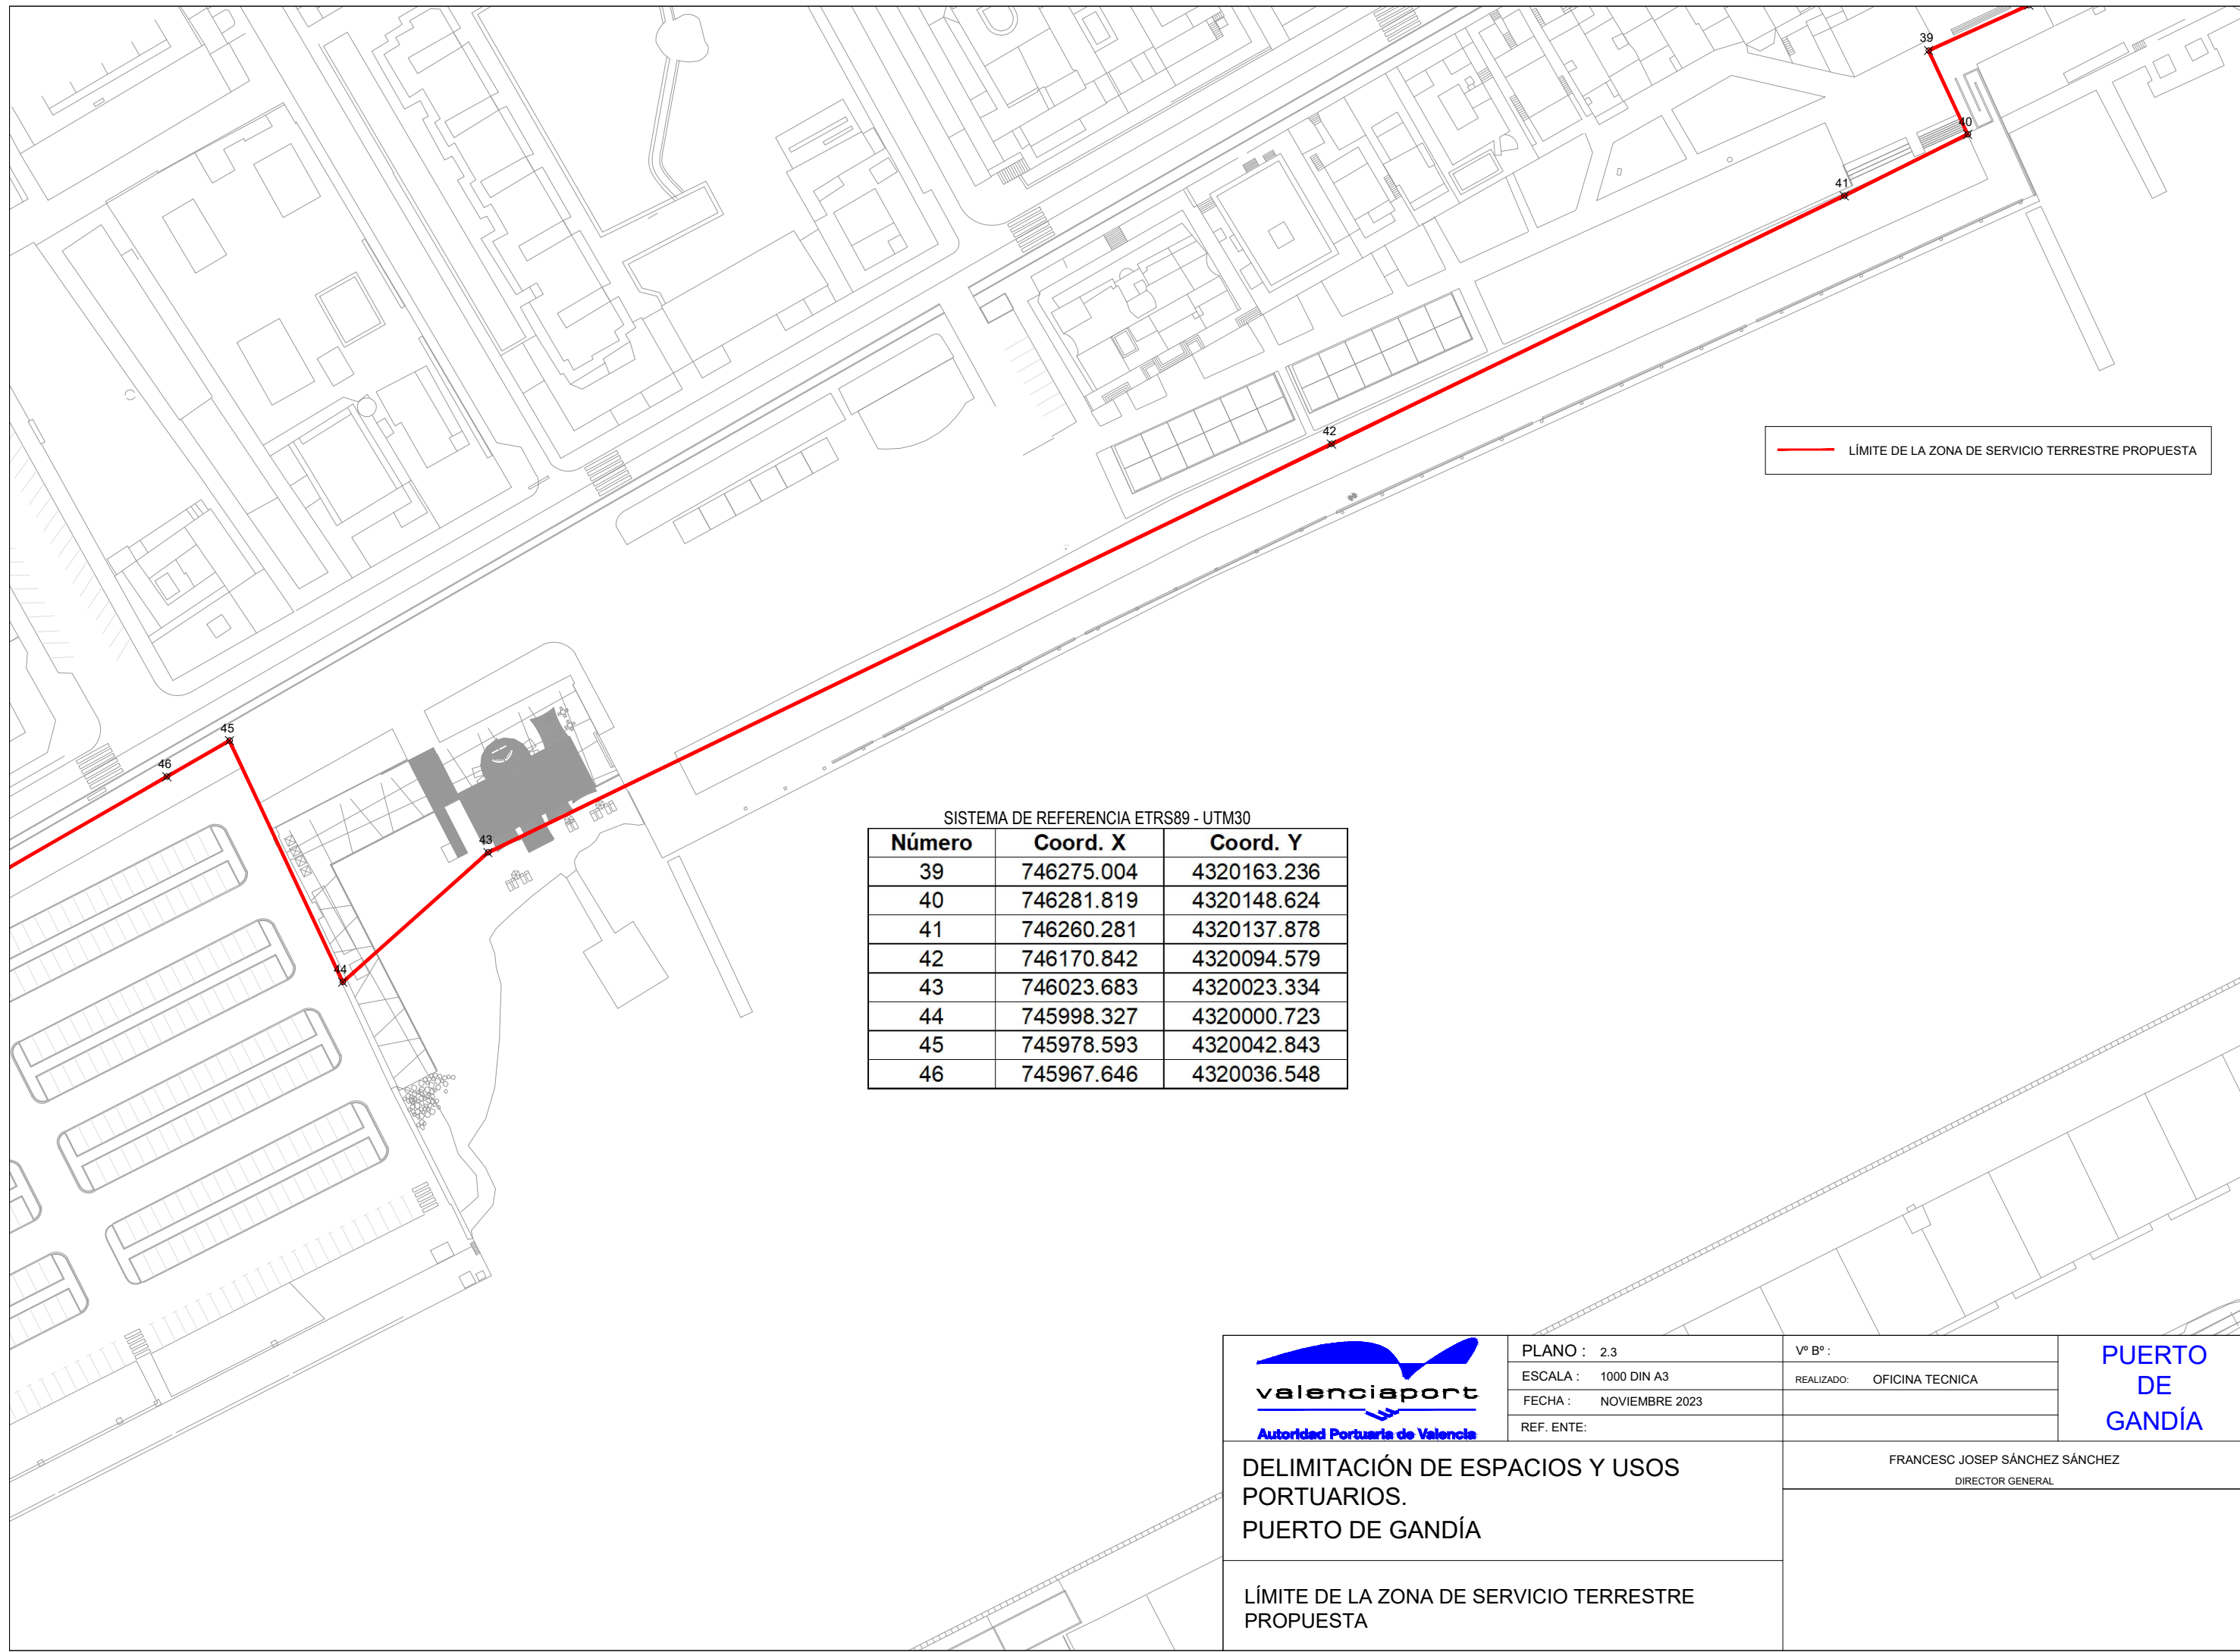 39
40
41
42
LÍMITE DE LA ZONA DE SERVICIO TERRESTRE PROPUESTA
45
46
43
44
SISTEMA DE REFERENCIA ETRS89 - UTM30
Número Coord. X Coord. Y
39 746275.004 4320163.236
40 746281.819 4320148.624
41 746260.281 4320137.878
42 746170.842 4320094.579
43 746023.683 4320023.334
44 745998.327 4320000.723
45 745978.593 4320042.843
46 745967.646 4320036.548
valenciaport
Autoridad Portuaria de Valencia
PLANO : 2.3
ESCALA : 1000 DIN A3
FECHA : NOVIEMBRE 2023
REF. ENTE:
Vº Bº :
REALIZADO: OFICINA TECNICA
PUERTO
DE
GANDÍA
DELIMITACIÓN DE ESPACIOS Y USOS
PORTUARIOS.
PUERTO DE GANDÍA
FRANCESC JOSEP SÁNCHEZ SÁNCHEZ
DIRECTOR GENERAL
LÍMITE DE LA ZONA DE SERVICIO TERRESTRE
PROPUESTA